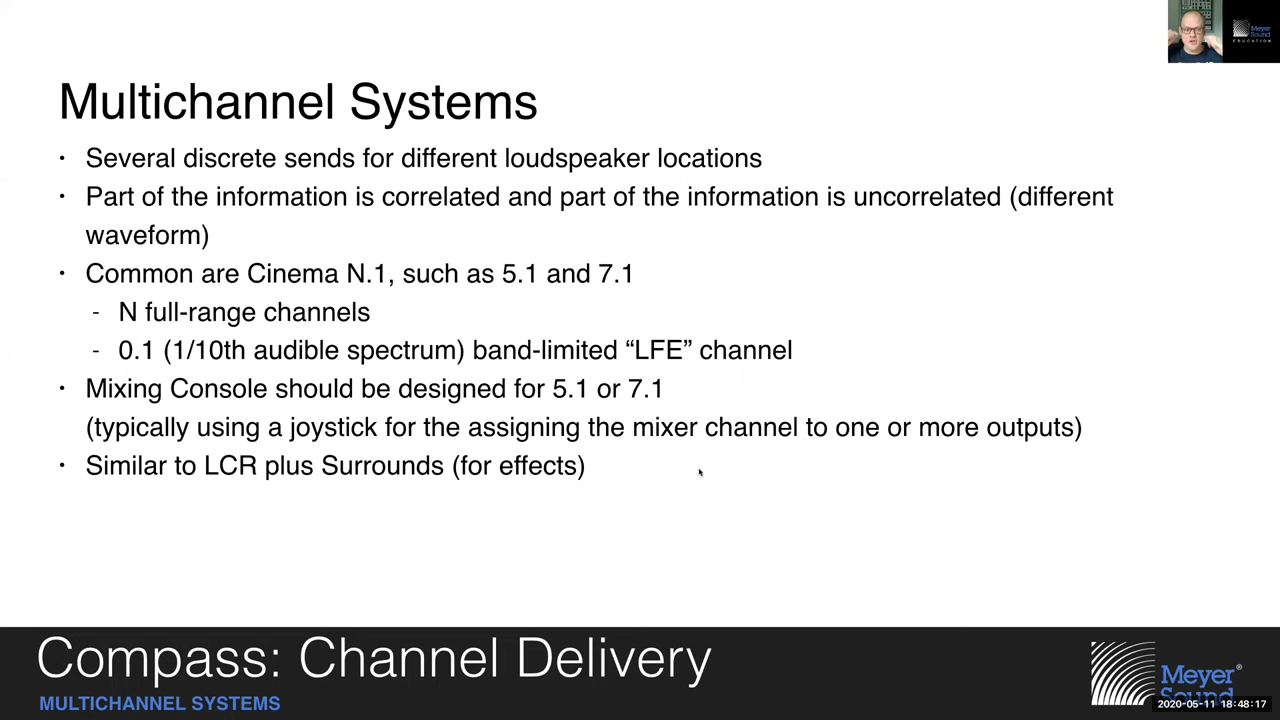 Meyer
Sound
EDUCATION
Multichannel Systems
• Several discrete sends for different loudspeaker locations
• Part of the information is correlated and part of the information is uncorrelated (different
waveform)
• Common are Cinema N.1, such as 5.1 and 7.1
- N full-range channels
- 0.1 (1/10th audible spectrum) band-limited “LFE” channel
• Mixing Console should be designed for 5.1 or 7.1
(typically using a joystick for the assigning the mixer channel to one or more outputs)
• Similar to LCR plus Surrounds (for effects)
Compass: Channel Delivery
MULTICHANNEL SYSTEMS
Meyer®
Sound
2020-05-11 18:48:17